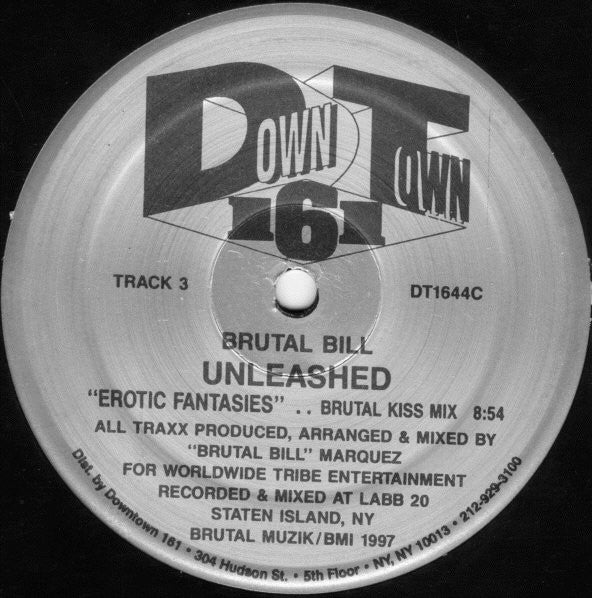 DOWN TOWN
161
TRACK 3
DT1644C
BRUTAL BILL
UNLEASHED
"EROTIC FANTASIES" .. BRUTAL KISS MIX 8:54
ALL TRAXX PRODUCED, ARRANGED & MIXED BY
"BRUTAL BILL" MARQUEZ
FOR WORLDWIDE TRIBE ENTERTAINMENT
RECORDED & MIXED AT LABB 20
STATEN ISLAND, NY
BRUTAL MUZIK/BMI 1997
Dist. by Downtown 161 • 304 Hudson St. • 5th Floor • NY, NY 10013 • 212-929-3100